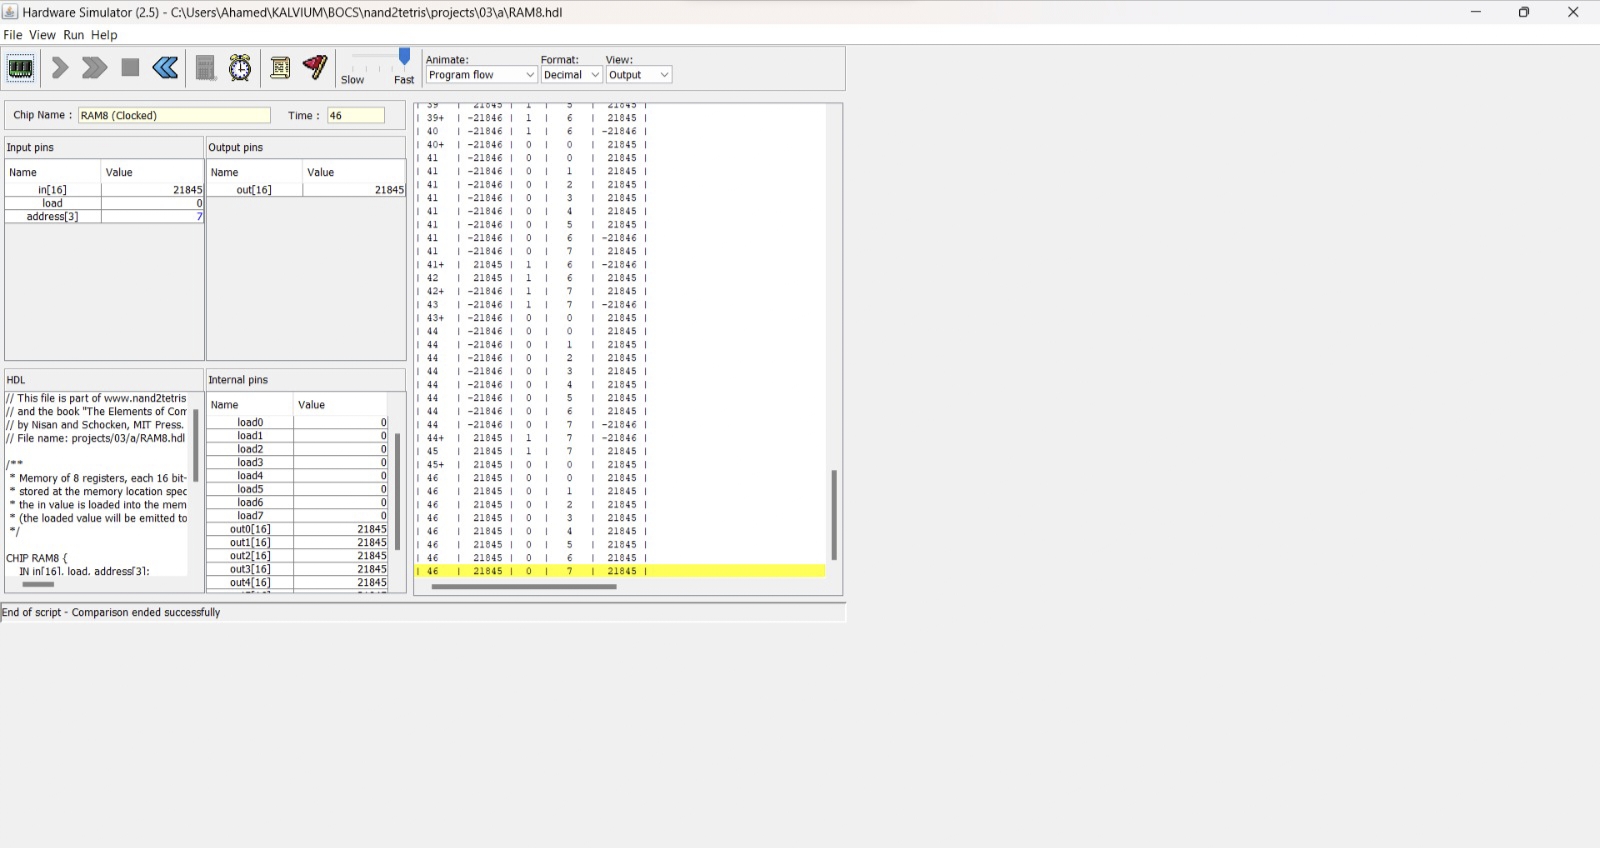 Hardware Simulator (2.5) - C:\Users\Ahamed\KALVIUM\BOCS\nand2tetris\projects\03\a\RAM8.hdl
File View Run Help
Slow Fast
Animate: Format: View:
Program flow Decimal Output
Chip Name : RAM8 (Clocked) Time : 46
Input pins
Name Value
in[16] 21845
load 0
address[3] 7
Output pins
Name Value
out[16] 21845
HDL
// This file is part of www.nand2tetris
// and the book "The Elements of Com
// by Nisan and Schocken, MIT Press.
// File name: projects/03/a/RAM8.hdl
/**
* Memory of 8 registers, each 16 bit-
* stored at the memory location spec
* the in value is loaded into the mem
* (the loaded value will be emitted to
*/
CHIP RAM8 {
IN in[16], load, address[3];
Internal pins
Name Value
load0 0
load1 0
load2 0
load3 0
load4 0
load5 0
load6 0
load7 0
out0[16] 21845
out1[16] 21845
out2[16] 21845
out3[16] 21845
out4[16] 21845
| 39 | 21845 | 1 | 5 | 21845 |
| 39+ | -21846 | 1 | 6 | 21845 |
| 40 | -21846 | 1 | 6 | -21846 |
| 40+ | -21846 | 0 | 0 | 21845 |
| 41 | -21846 | 0 | 0 | 21845 |
| 41 | -21846 | 0 | 1 | 21845 |
| 41 | -21846 | 0 | 2 | 21845 |
| 41 | -21846 | 0 | 3 | 21845 |
| 41 | -21846 | 0 | 4 | 21845 |
| 41 | -21846 | 0 | 5 | 21845 |
| 41 | -21846 | 0 | 6 | -21846 |
| 41 | -21846 | 0 | 7 | 21845 |
| 41+ | 21845 | 1 | 6 | -21846 |
| 42 | 21845 | 1 | 6 | 21845 |
| 42+ | -21846 | 1 | 7 | 21845 |
| 43 | -21846 | 1 | 7 | -21846 |
| 43+ | -21846 | 0 | 0 | 21845 |
| 44 | -21846 | 0 | 0 | 21845 |
| 44 | -21846 | 0 | 1 | 21845 |
| 44 | -21846 | 0 | 2 | 21845 |
| 44 | -21846 | 0 | 3 | 21845 |
| 44 | -21846 | 0 | 4 | 21845 |
| 44 | -21846 | 0 | 5 | 21845 |
| 44 | -21846 | 0 | 6 | 21845 |
| 44 | -21846 | 0 | 7 | -21846 |
| 44+ | 21845 | 1 | 7 | -21846 |
| 45 | 21845 | 1 | 7 | 21845 |
| 45+ | 21845 | 0 | 0 | 21845 |
| 46 | 21845 | 0 | 0 | 21845 |
| 46 | 21845 | 0 | 1 | 21845 |
| 46 | 21845 | 0 | 2 | 21845 |
| 46 | 21845 | 0 | 3 | 21845 |
| 46 | 21845 | 0 | 4 | 21845 |
| 46 | 21845 | 0 | 5 | 21845 |
| 46 | 21845 | 0 | 6 | 21845 |
| 46 | 21845 | 0 | 7 | 21845 |
End of script - Comparison ended successfully